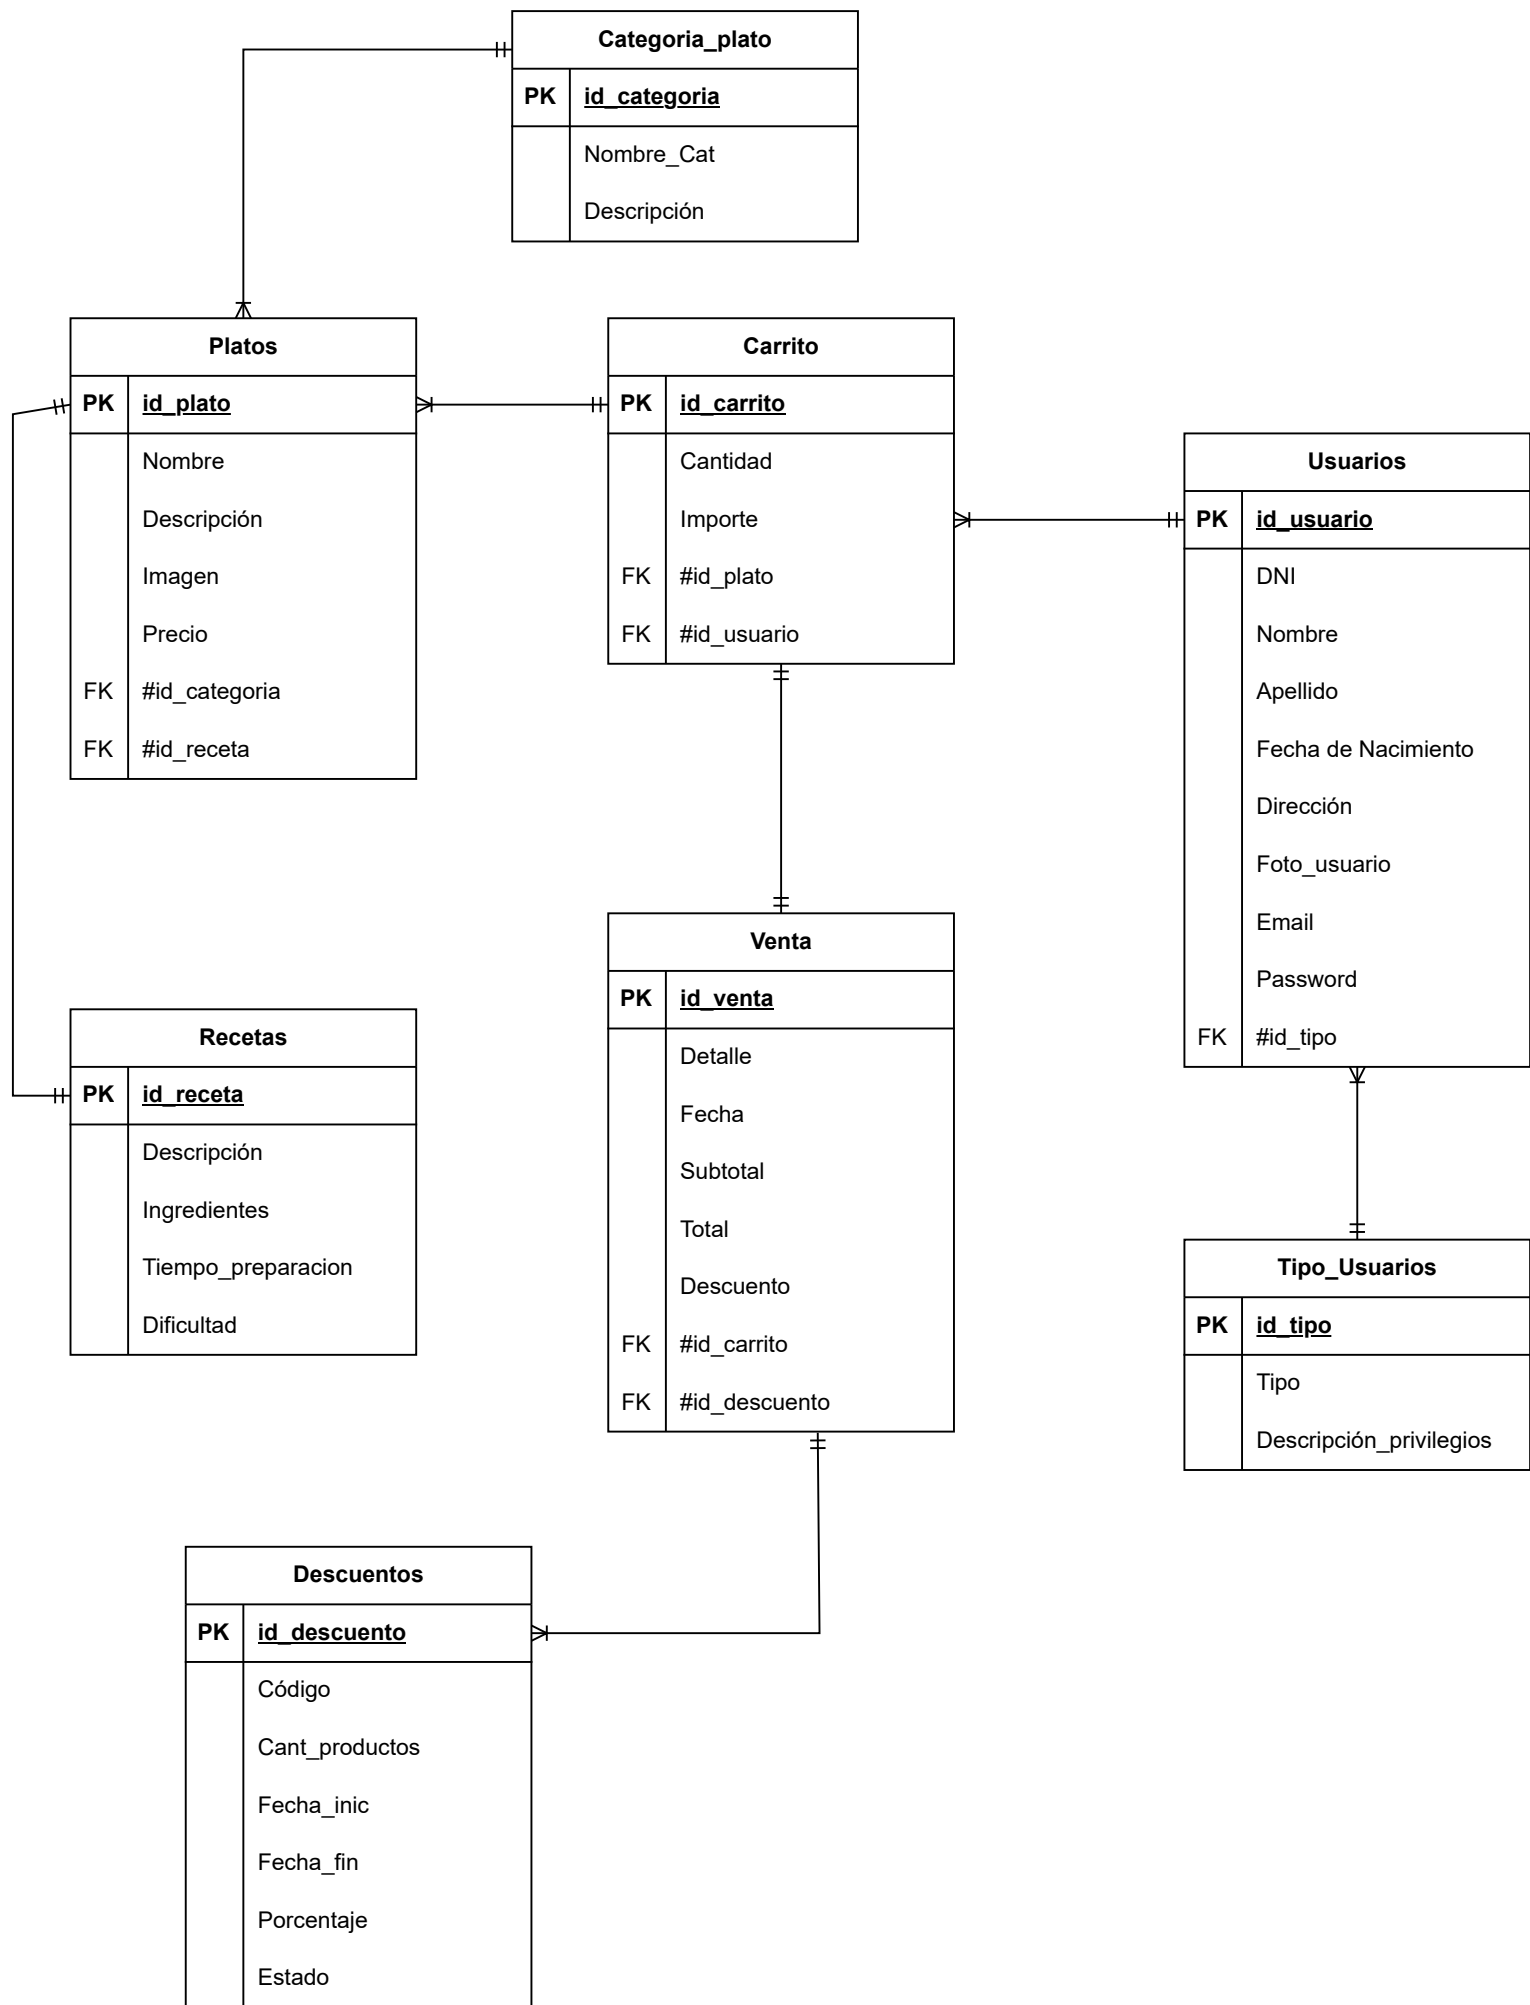 Categoria_plato
PK id_categoria
Nombre_Cat
Descripción
Platos
PK id_plato
Nombre
Descripción
Imagen
Precio
FK #id_categoria
FK #id_receta
Carrito
PK id_carrito
Cantidad
Importe
FK #id_plato
FK #id_usuario
Usuarios
PK id_usuario
DNI
Nombre
Apellido
Fecha de Nacimiento
Dirección
Foto_usuario
Email
Password
FK #id_tipo
Venta
PK id_venta
Detalle
Fecha
Subtotal
Total
Descuento
FK #id_carrito
FK #id_descuento
Recetas
PK id_receta
Descripción
Ingredientes
Tiempo_preparacion
Dificultad
Tipo_Usuarios
PK id_tipo
Tipo
Descripción_privilegios
Descuentos
PK id_descuento
Código
Cant_productos
Fecha_inic
Fecha_fin
Porcentaje
Estado